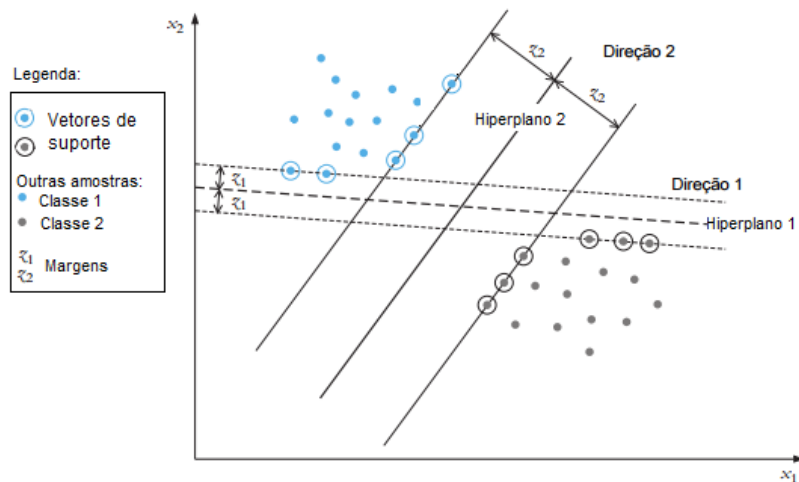 x₂
Legenda:
Vetores de
suporte
Outras amostras:
Classe 1
Classe 2
z₁
z₂
Margens
z₂
z₂
Direção 2
Hiperplano 2
z₁
z₁
Direção 1
Hiperplano 1
x₁